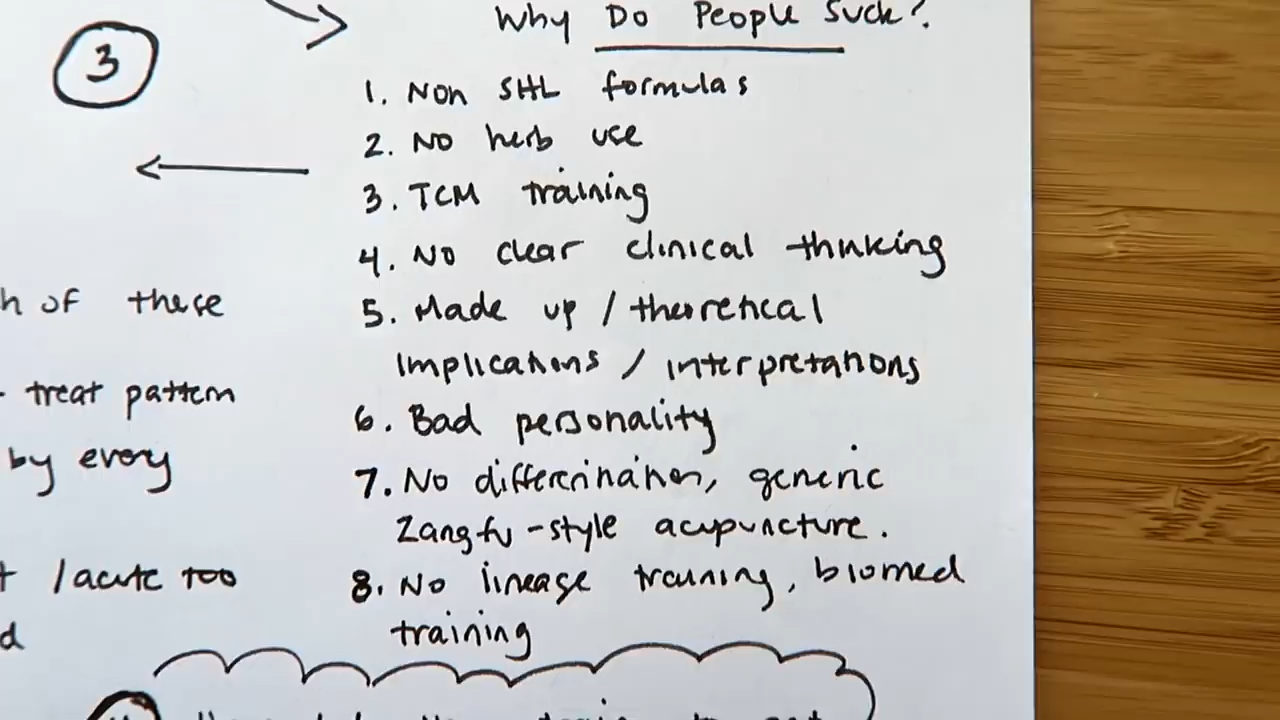 Why Do People Suck?
3
1. Non SHL formulas
2. No herb use
3. TCM training
4. No clear clinical thinking
5. Made up / theoretical
implications / interpretations
6. Bad personality
7. No differentiation, generic
Zangfu-style acupuncture.
8. No lineage training, biomed
training
of these
treat pattern
by every
/acute too